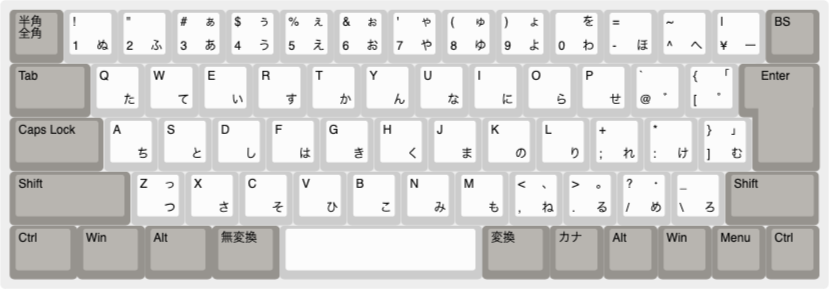 半角 ! " # ぁ $ ぅ % ぇ & ぉ ' ゃ ( ゅ ) ょ を = ~ | BS
全角 1 ぬ 2 ふ 3 あ 4 う 5 え 6 お 7 や 8 ゆ 9 よ 0 わ - ほ ^ へ ¥ ー
Tab Q W E R T Y U I O P ` { 「 Enter
た て い す か ん な に ら せ @ ゛ [ ゜
Caps Lock A S D F G H J K L + * } 」
ち と し は き く ま の り ; れ : け ] む
Shift Z っ X C V B N M < 、 > 。 ? ・ _ Shift
つ さ そ ひ こ み も , ね . る / め \ ろ
Ctrl Win Alt 無変換 変換 カナ Alt Win Menu Ctrl